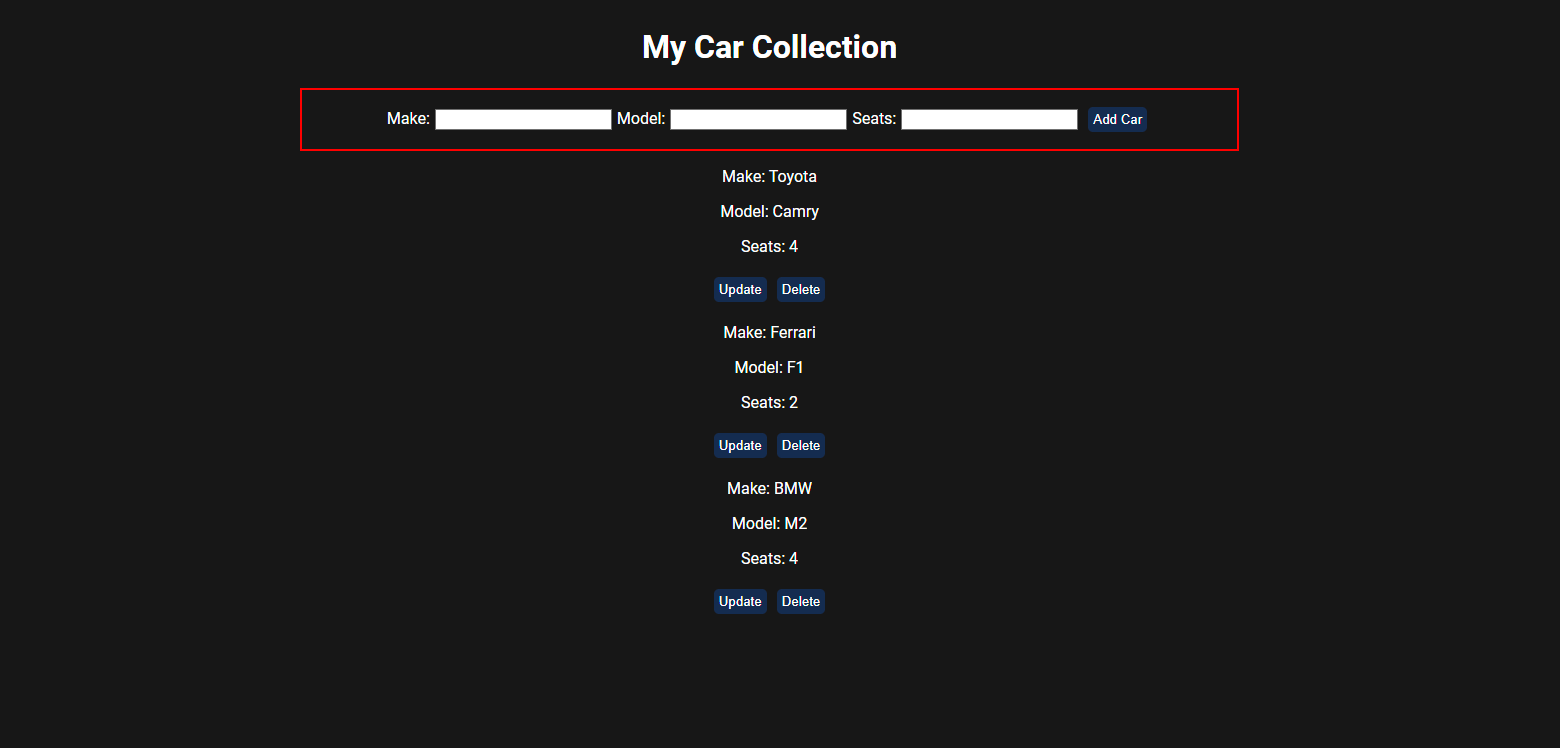 My Car Collection
Make: Model: Seats: Add Car
Make: Toyota
Model: Camry
Seats: 4
Update Delete
Make: Ferrari
Model: F1
Seats: 2
Update Delete
Make: BMW
Model: M2
Seats: 4
Update Delete